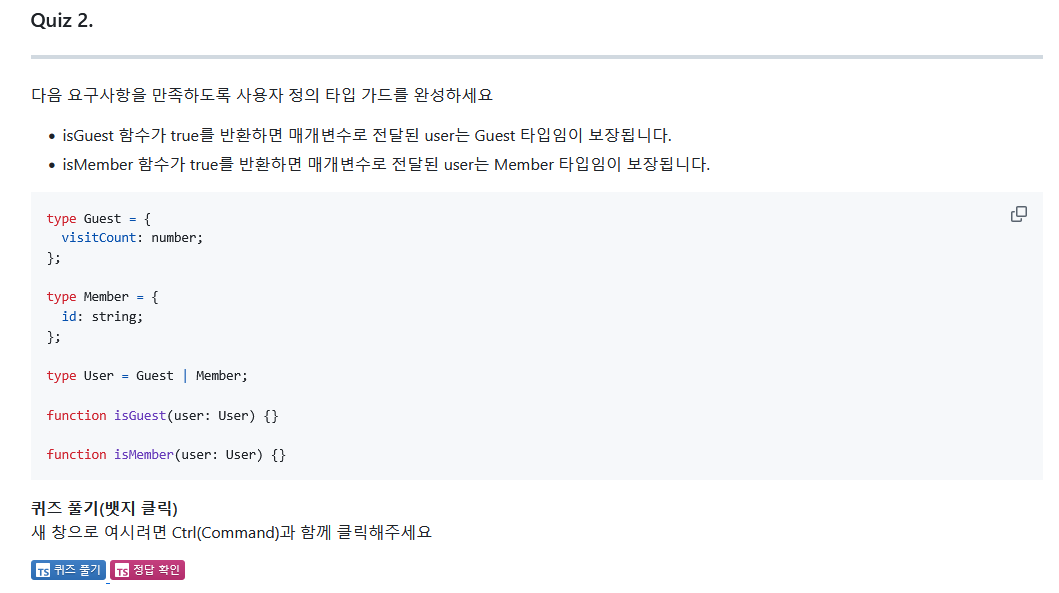 Quiz 2.
다음 요구사항을 만족하도록 사용자 정의 타입 가드를 완성하세요
• isGuest 함수가 true를 반환하면 매개변수로 전달된 user는 Guest 타입임이 보장됩니다.
• isMember 함수가 true를 반환하면 매개변수로 전달된 user는 Member 타입임이 보장됩니다.
type Guest = {
  visitCount: number;
};
type Member = {
  id: string;
};
type User = Guest | Member;
function isGuest(user: User) {}
function isMember(user: User) {}
퀴즈 풀기(뱃지 클릭)
새 창으로 여시려면 Ctrl(Command)과 함께 클릭해주세요
TS 퀴즈 풀기 TS 정답 확인